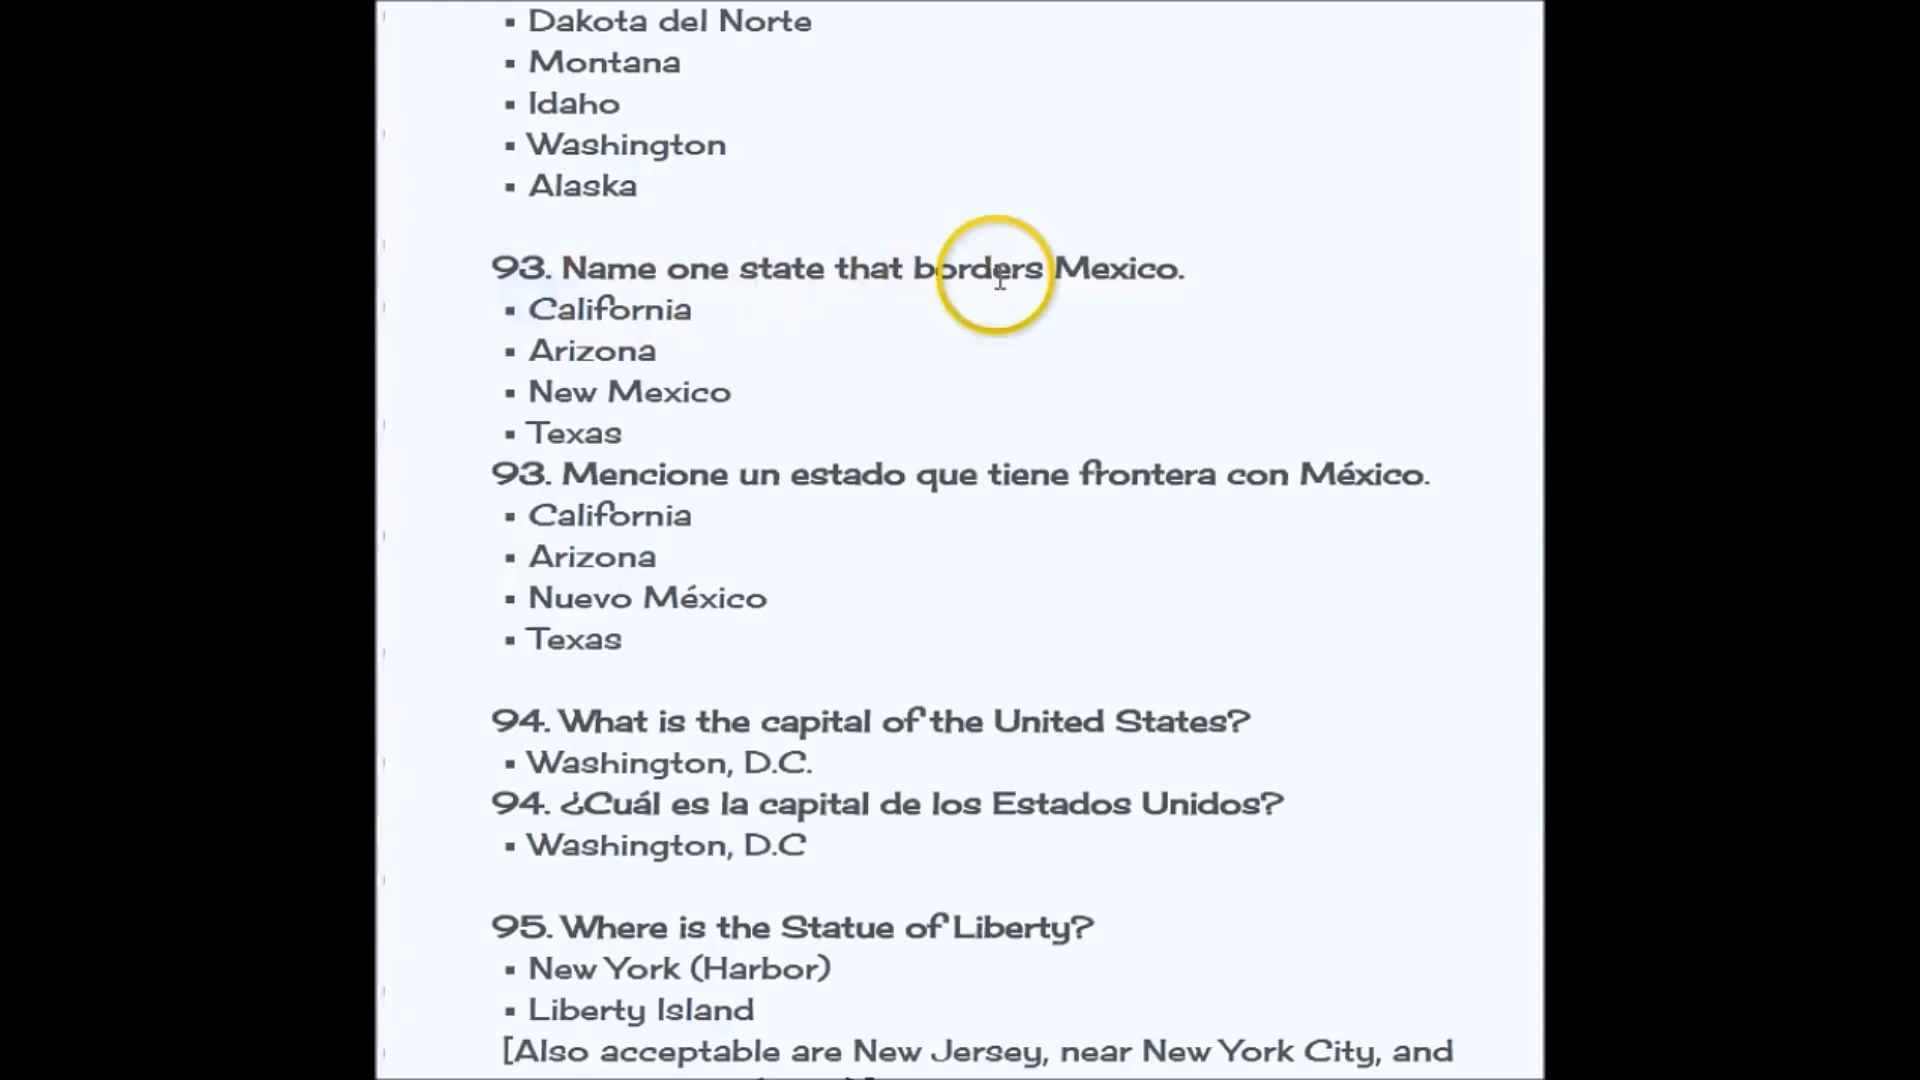 ▪ Dakota del Norte
▪ Montana
▪ Idaho
▪ Washington
▪ Alaska
93. Name one state that borders Mexico.
▪ California
▪ Arizona
▪ New Mexico
▪ Texas
93. Mencione un estado que tiene frontera con México.
▪ California
▪ Arizona
▪ Nuevo México
▪ Texas
94. What is the capital of the United States?
▪ Washington, D.C.
94. ¿Cuál es la capital de los Estados Unidos?
▪ Washington, D.C
95. Where is the Statue of Liberty?
▪ New York (Harbor)
▪ Liberty Island
[Also acceptable are New Jersey, near New York City, and